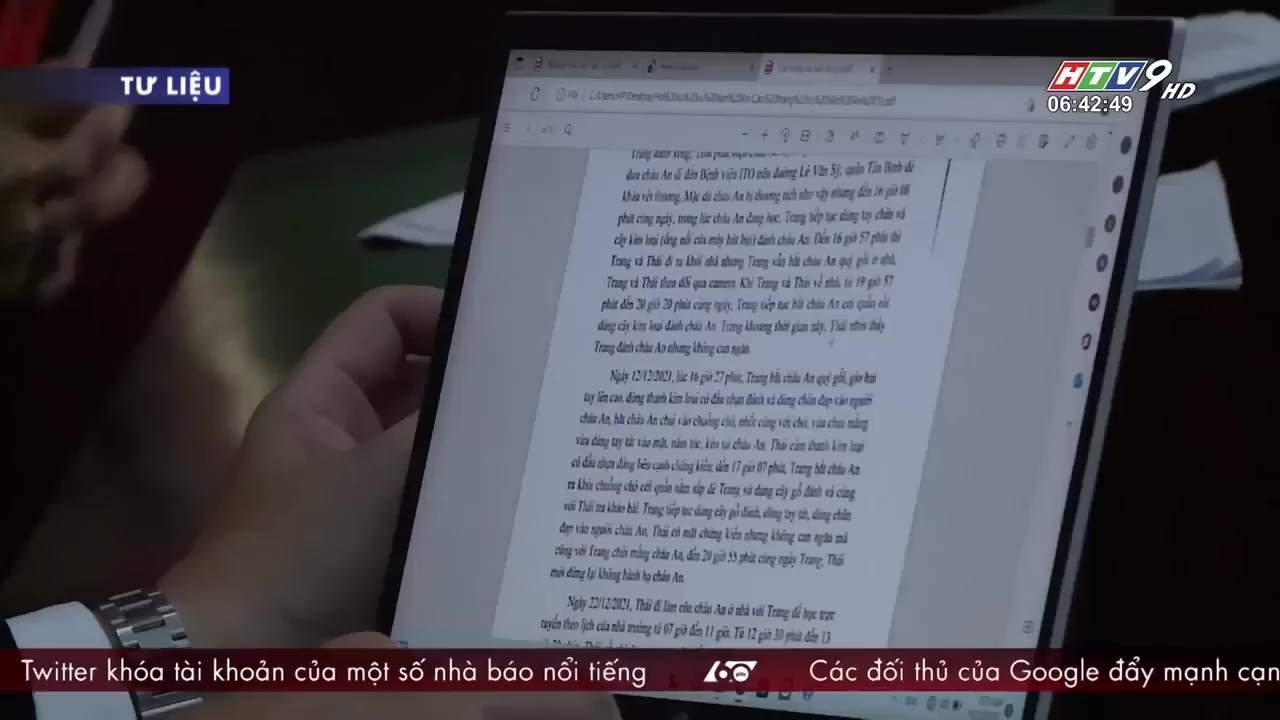 TƯ LIỆU
HTV9 HD
06:42:49
đưa cháu An đi đến Bệnh viện ITO trên đường Lê Văn Sỹ, quận Tân Bình để
khâu vết thương. Mặc dù cháu An bị thương tích như vậy nhưng đến 16 giờ 08
phút cùng ngày, trong lúc cháu An đang học, Trang tiếp tục dùng tay chân và
cây kim loại (ống nối của máy hút bụi) đánh cháu An. Đến 16 giờ 57 phút thì
Trang và Thái đi ra khỏi nhà nhưng Trang vẫn bắt cháu An quỳ gối ở nhà,
Trang và Thái theo dõi qua camera. Khi Trang và Thái về nhà, từ 19 giờ 57
phút đến 20 giờ 20 phút cùng ngày, Trang tiếp tục bắt cháu An cởi quần rồi
dùng cây kim loại đánh cháu An. Trong khoảng thời gian này, Thái nhìn thấy
Trang đánh cháu An nhưng không can ngăn.
Ngày 12/12/2021, lúc 16 giờ 27 phút, Trang bắt cháu An quỳ gối, giơ hai
tay lên cao, dùng thanh kim loại có đầu nhựa đánh và dùng chân đạp vào người
cháu An, bắt cháu An chui vào chuồng chó, nhốt cùng với chó, vừa chửi mắng
vừa dùng tay tát vào mặt, nắm tóc, kéo tai cháu An. Thái cầm thanh kim loại
có đầu nhựa đứng bên cạnh chứng kiến; đến 17 giờ 07 phút, Trang bắt cháu An
ra khỏi chuồng chó cởi quần nằm sấp để Trang sử dụng cây gỗ đánh và cùng
với Thái tra khảo bài. Trang tiếp tục dùng cây gỗ đánh, dùng tay tát, dùng chân
đạp vào người cháu An, Thái có mặt chứng kiến nhưng không can ngăn mà
cùng với Trang chửi mắng cháu An, đến 20 giờ 55 phút cùng ngày Trang, Thái
mới dừng lại không hành hạ cháu An.
Ngày 22/12/2021, Thái đi làm còn cháu An ở nhà với Trang để học trực
tuyến theo lịch của nhà trường từ 07 giờ đến 11 giờ. Từ 12 giờ 30 phút đến 13
Twitter khóa tài khoản của một số nhà báo nổi tiếng
60
Các đối thủ của Google đẩy mạnh cạn